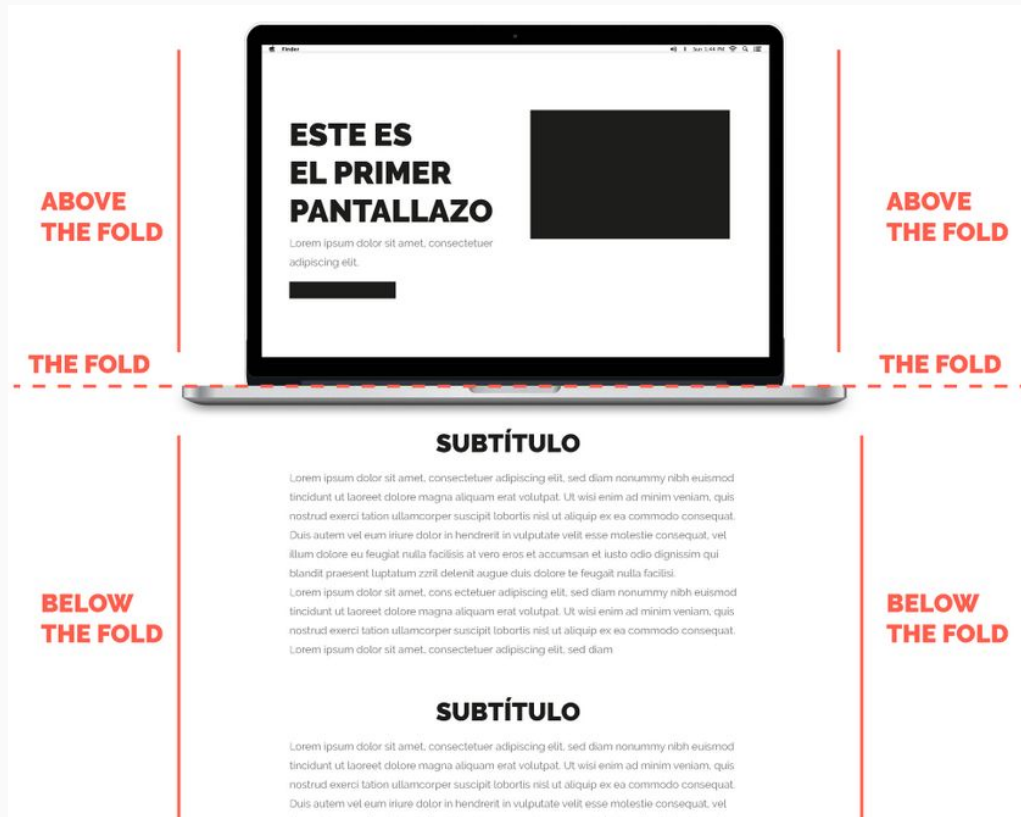 Finder
Sun 1:44 PM
ESTE ES
EL PRIMER
PANTALLAZO
Lorem ipsum dolor sit amet, consectetuer
adipiscing elit.
ABOVE
THE FOLD
ABOVE
THE FOLD
THE FOLD
THE FOLD
SUBTÍTULO
Lorem ipsum dolor sit amet, consectetuer adipiscing elit, sed diam nonummy nibh euismod
tincidunt ut laoreet dolore magna aliquam erat volutpat. Ut wisi enim ad minim veniam, quis
nostrud exerci tation ullamcorper suscipit lobortis nisl ut aliquip ex ea commodo consequat.
Duis autem vel eum iriure dolor in hendrerit in vulputate velit esse molestie consequat, vel
illum dolore eu feugiat nulla facilisis at vero eros et accumsan et iusto odio dignissim qui
blandit praesent luptatum zzril delenit augue duis dolore te feugait nulla facilisi.
Lorem ipsum dolor sit amet, cons ectetuer adipiscing elit, sed diam nonummy nibh euismod
tincidunt ut laoreet dolore magna aliquam erat volutpat. Ut wisi enim ad minim veniam, quis
nostrud exerci tation ullamcorper suscipit lobortis nisl ut aliquip ex ea commodo consequat.
Lorem ipsum dolor sit amet, consectetuer adipiscing elit, sed diam
BELOW
THE FOLD
BELOW
THE FOLD
SUBTÍTULO
Lorem ipsum dolor sit amet, consectetuer adipiscing elit, sed diam nonummy nibh euismod
tincidunt ut laoreet dolore magna aliquam erat volutpat. Ut wisi enim ad minim veniam, quis
nostrud exerci tation ullamcorper suscipit lobortis nisl ut aliquip ex ea commodo consequat.
Duis autem vel eum iriure dolor in hendrerit in vulputate velit esse molestie consequat, vel